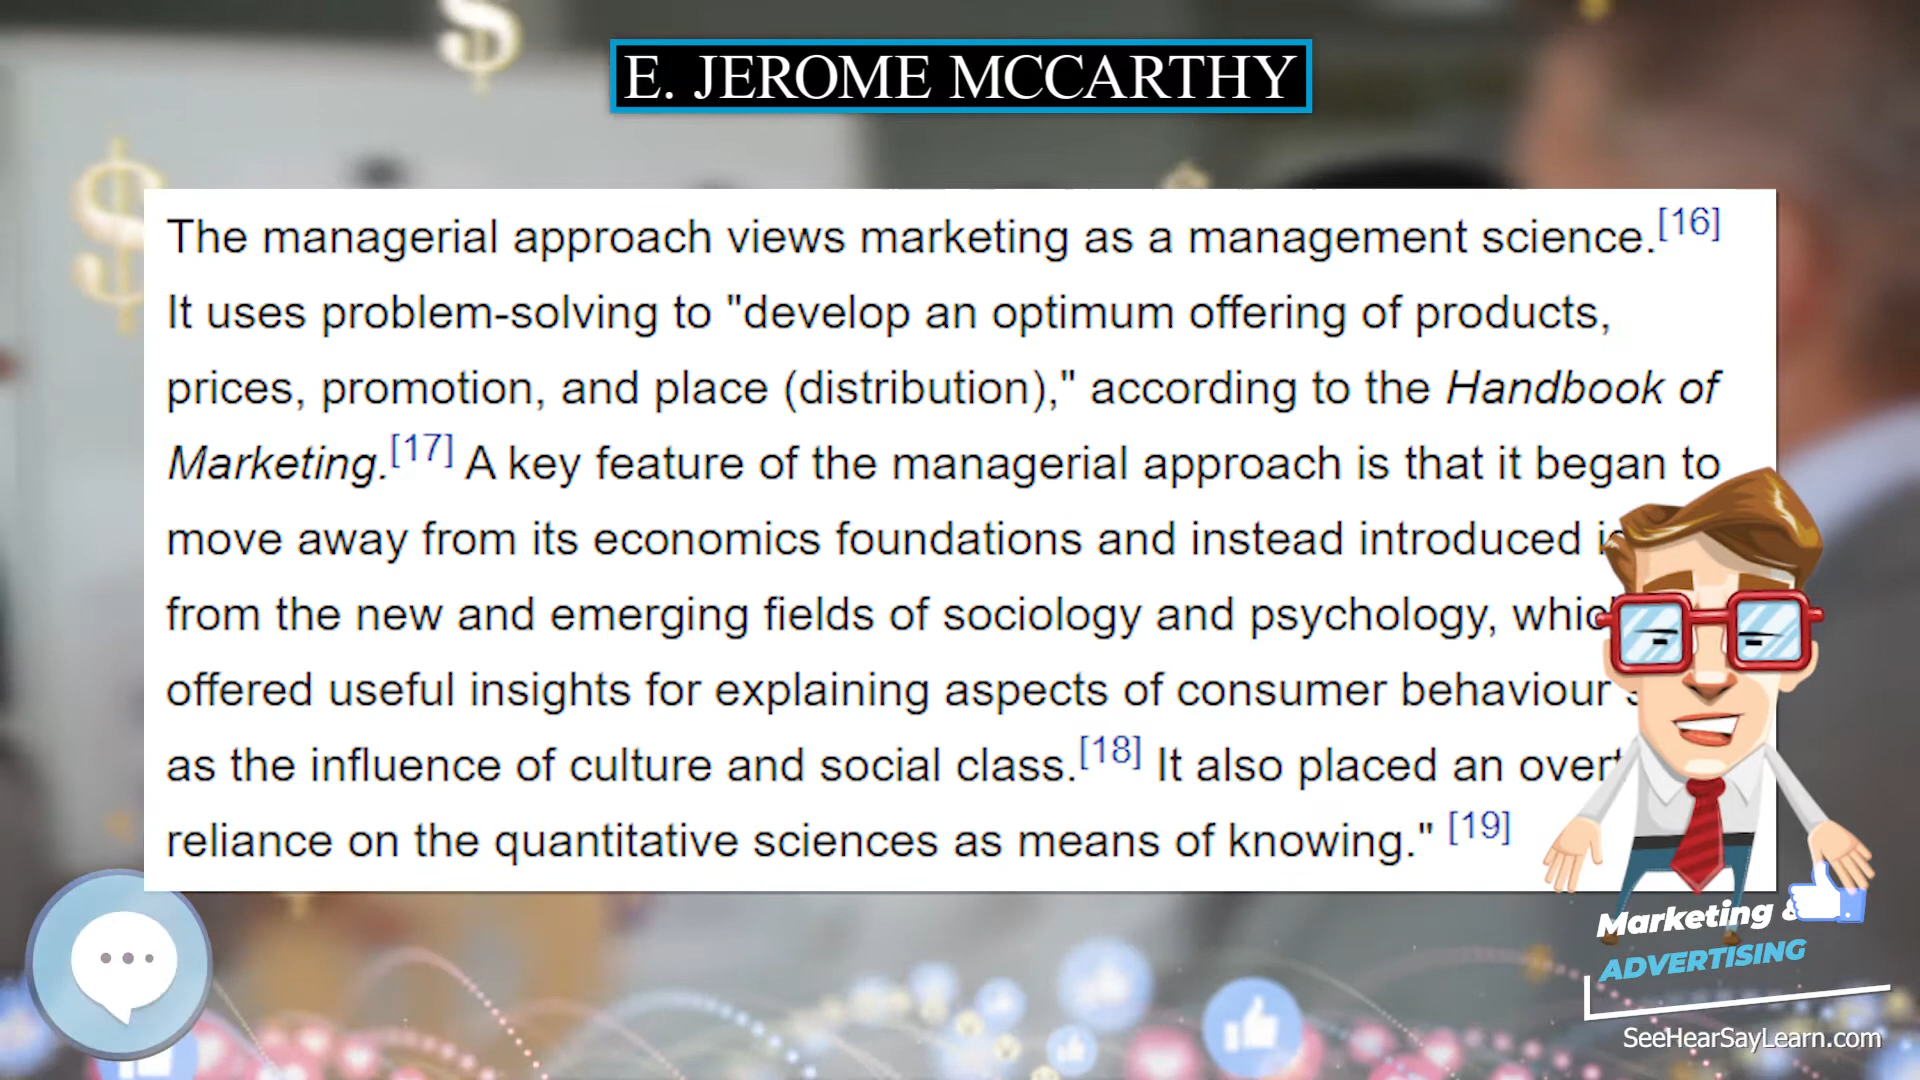 E. JEROME MCCARTHY
The managerial approach views marketing as a management science.[16]
It uses problem-solving to "develop an optimum offering of products,
prices, promotion, and place (distribution)," according to the Handbook of
Marketing.[17] A key feature of the managerial approach is that it began to
move away from its economics foundations and instead introduced
from the new and emerging fields of sociology and psychology,
offered useful insights for explaining aspects of consumer behaviour
as the influence of culture and social class.[18] It also placed an
reliance on the quantitative sciences as means of knowing." [19]
Marketing &
ADVERTISING
SeeHearSayLearn.com